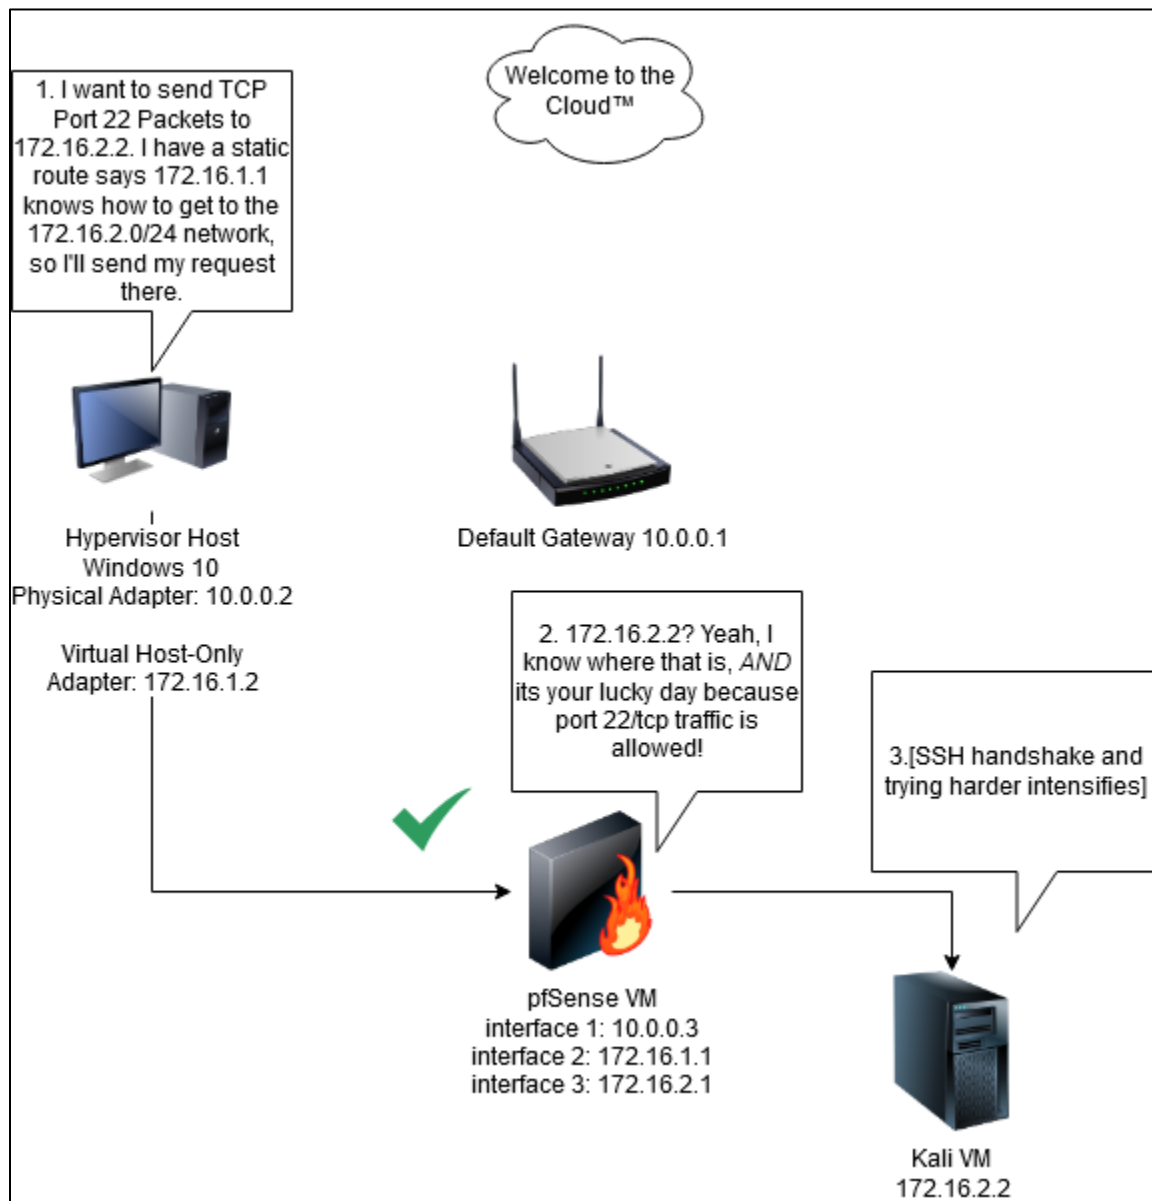 Welcome to the
Cloud™
1. I want to send TCP
Port 22 Packets to
172.16.2.2. I have a static
route says 172.16.1.1
knows how to get to the
172.16.2.0/24 network,
so I'll send my request
there.
Hypervisor Host
Windows 10
Physical Adapter: 10.0.0.2
Virtual Host-Only
Adapter: 172.16.1.2
Default Gateway 10.0.0.1
2. 172.16.2.2? Yeah, I
know where that is, AND
its your lucky day because
port 22/tcp traffic is
allowed!
3.[SSH handshake and
trying harder intensifies]
pfSense VM
interface 1: 10.0.0.3
interface 2: 172.16.1.1
interface 3: 172.16.2.1
Kali VM
172.16.2.2